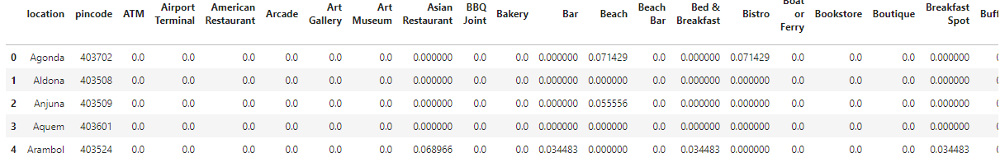 location pincode ATM Airport Terminal American Restaurant Arcade Art Gallery Art Museum Asian Restaurant BBQ Joint Bakery Bar Beach Beach Bar Bed & Breakfast Bistro Boat or Ferry Bookstore Boutique Breakfast Spot
0 Agonda 403702 0.0 0.0 0.0 0.0 0.0 0.0 0.000000 0.0 0.0 0.000000 0.071429 0.0 0.000000 0.071429 0.0 0.0 0.0 0.000000
1 Aldona 403508 0.0 0.0 0.0 0.0 0.0 0.0 0.000000 0.0 0.0 0.000000 0.000000 0.0 0.000000 0.000000 0.0 0.0 0.0 0.000000
2 Anjuna 403509 0.0 0.0 0.0 0.0 0.0 0.0 0.000000 0.0 0.0 0.000000 0.055556 0.0 0.000000 0.000000 0.0 0.0 0.0 0.000000
3 Aquem 403601 0.0 0.0 0.0 0.0 0.0 0.0 0.000000 0.0 0.0 0.000000 0.000000 0.0 0.000000 0.000000 0.0 0.0 0.0 0.000000
4 Arambol 403524 0.0 0.0 0.0 0.0 0.0 0.0 0.068966 0.0 0.0 0.034483 0.000000 0.0 0.034483 0.000000 0.0 0.0 0.0 0.034483